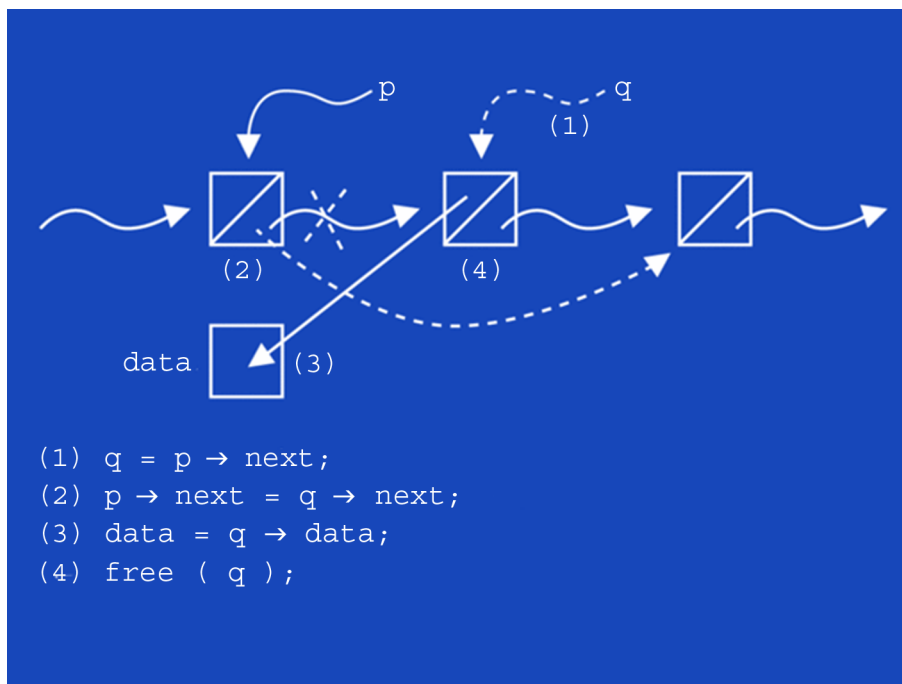 p
q
(1)
(2)
(4)
data
(3)
(1) q = p → next;
(2) p → next = q → next;
(3) data = q → data;
(4) free ( q );